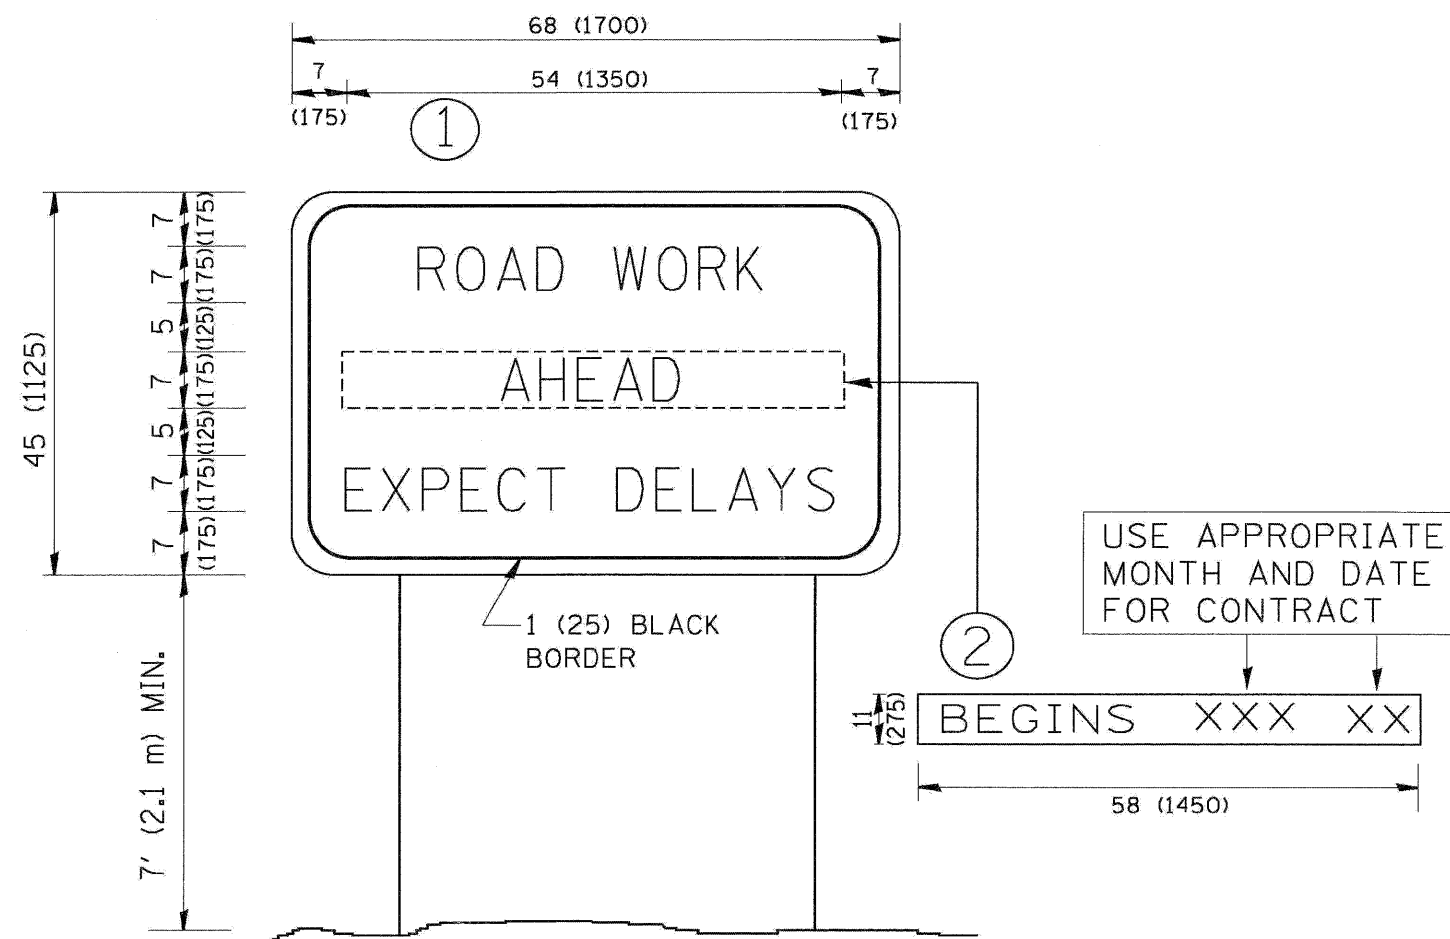 68 (1700)
7
54 (1350)
7
(175)
(175)
1
45 (1125)
7
(175)
7
(175)
5
(125)
7
(175)
5
(125)
7
(175)
7
(175)
ROAD WORK
AHEAD
EXPECT DELAYS
1 (25) BLACK
BORDER
7' (2.1 m) MIN.
2
USE APPROPRIATE
MONTH AND DATE
FOR CONTRACT
11
(275)
BEGINS XXX XX
58 (1450)